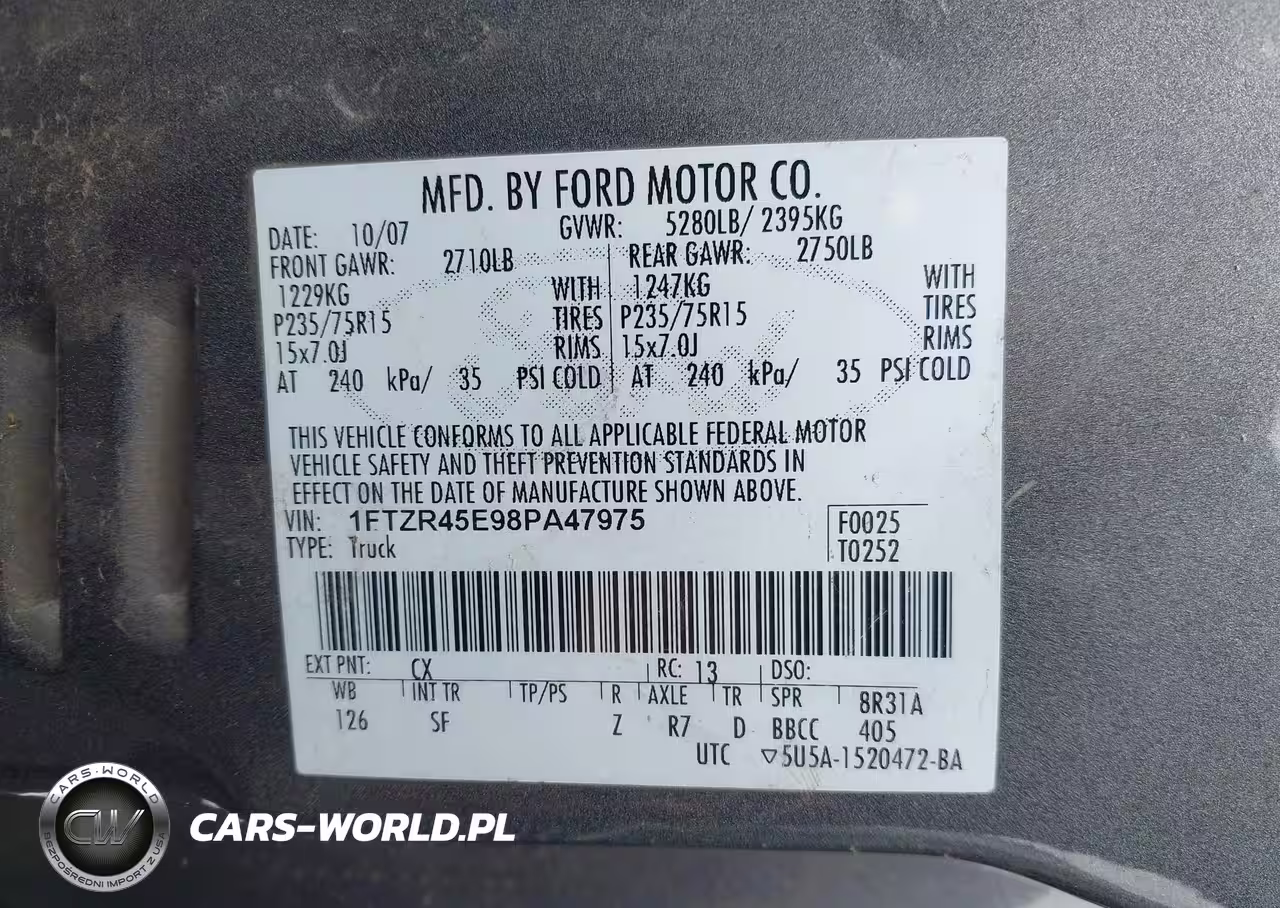 MFD. BY FORD MOTOR CO.
DATE: 10/07 GVWR: 5280LB/ 2395KG
FRONT GAWR: 2710LB REAR GAWR: 2750LB
1229KG WITH 1247KG WITH
P235/75R15 TIRES P235/75R15 TIRES
15x7.0J RIMS 15x7.0J RIMS
AT 240 kPa/ 35 PSI COLD AT 240 kPa/ 35 PSI COLD
THIS VEHICLE CONFORMS TO ALL APPLICABLE FEDERAL MOTOR
VEHICLE SAFETY AND THEFT PREVENTION STANDARDS IN
EFFECT ON THE DATE OF MANUFACTURE SHOWN ABOVE.
VIN: 1FTZR45E98PA47975 F0025
TYPE: Truck T0252
EXT PNT: CX RC: 13 DSO:
WB INT TR TP/PS R AXLE TR SPR 8R31A
126 SF Z R7 D BBCC 405
UTC ▽5U5A-1520472-BA
CARS-WORLD
CW
BEZPOŚREDNI IMPORT Z USA
CARS-WORLD.PL